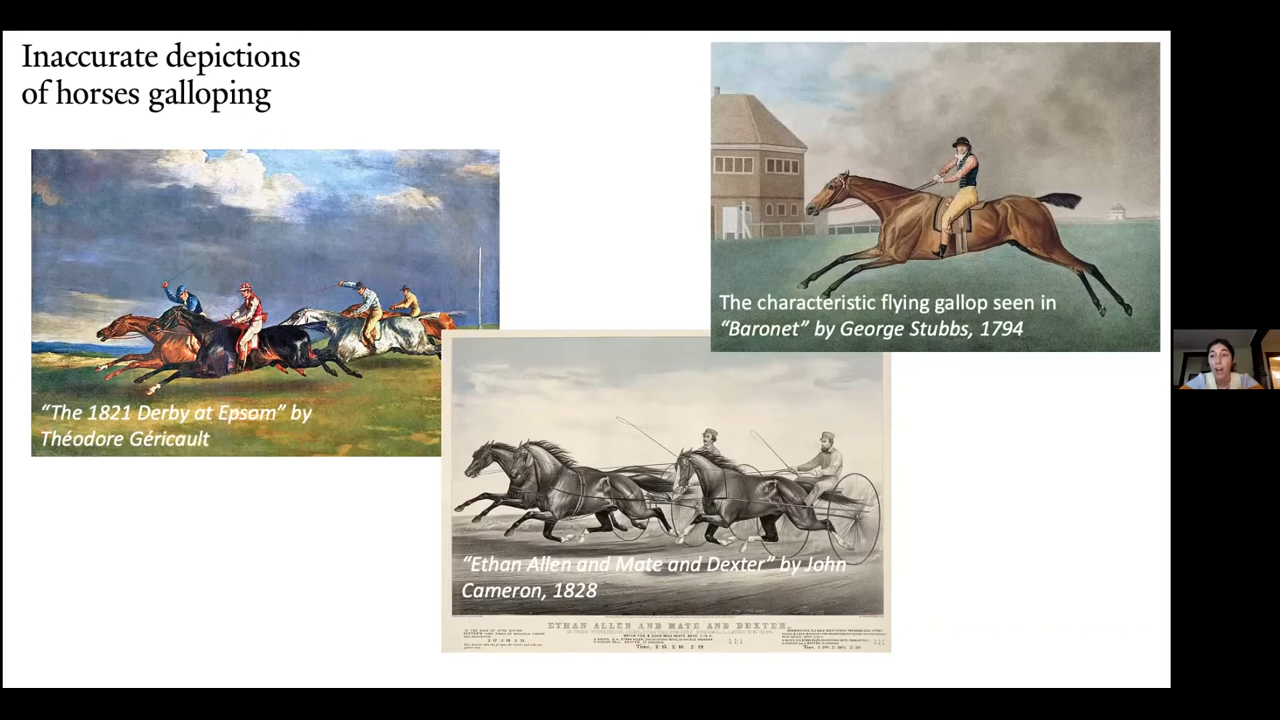 Inaccurate depictions
of horses galloping
“The 1821 Derby at Epsom” by
Théodore Géricault
The characteristic flying gallop seen in
“Baronet” by George Stubbs, 1794
“Ethan Allen and Mate and Dexter” by John
Cameron, 1828
ETHAN ALLEN AND MATE AND DEXTER.